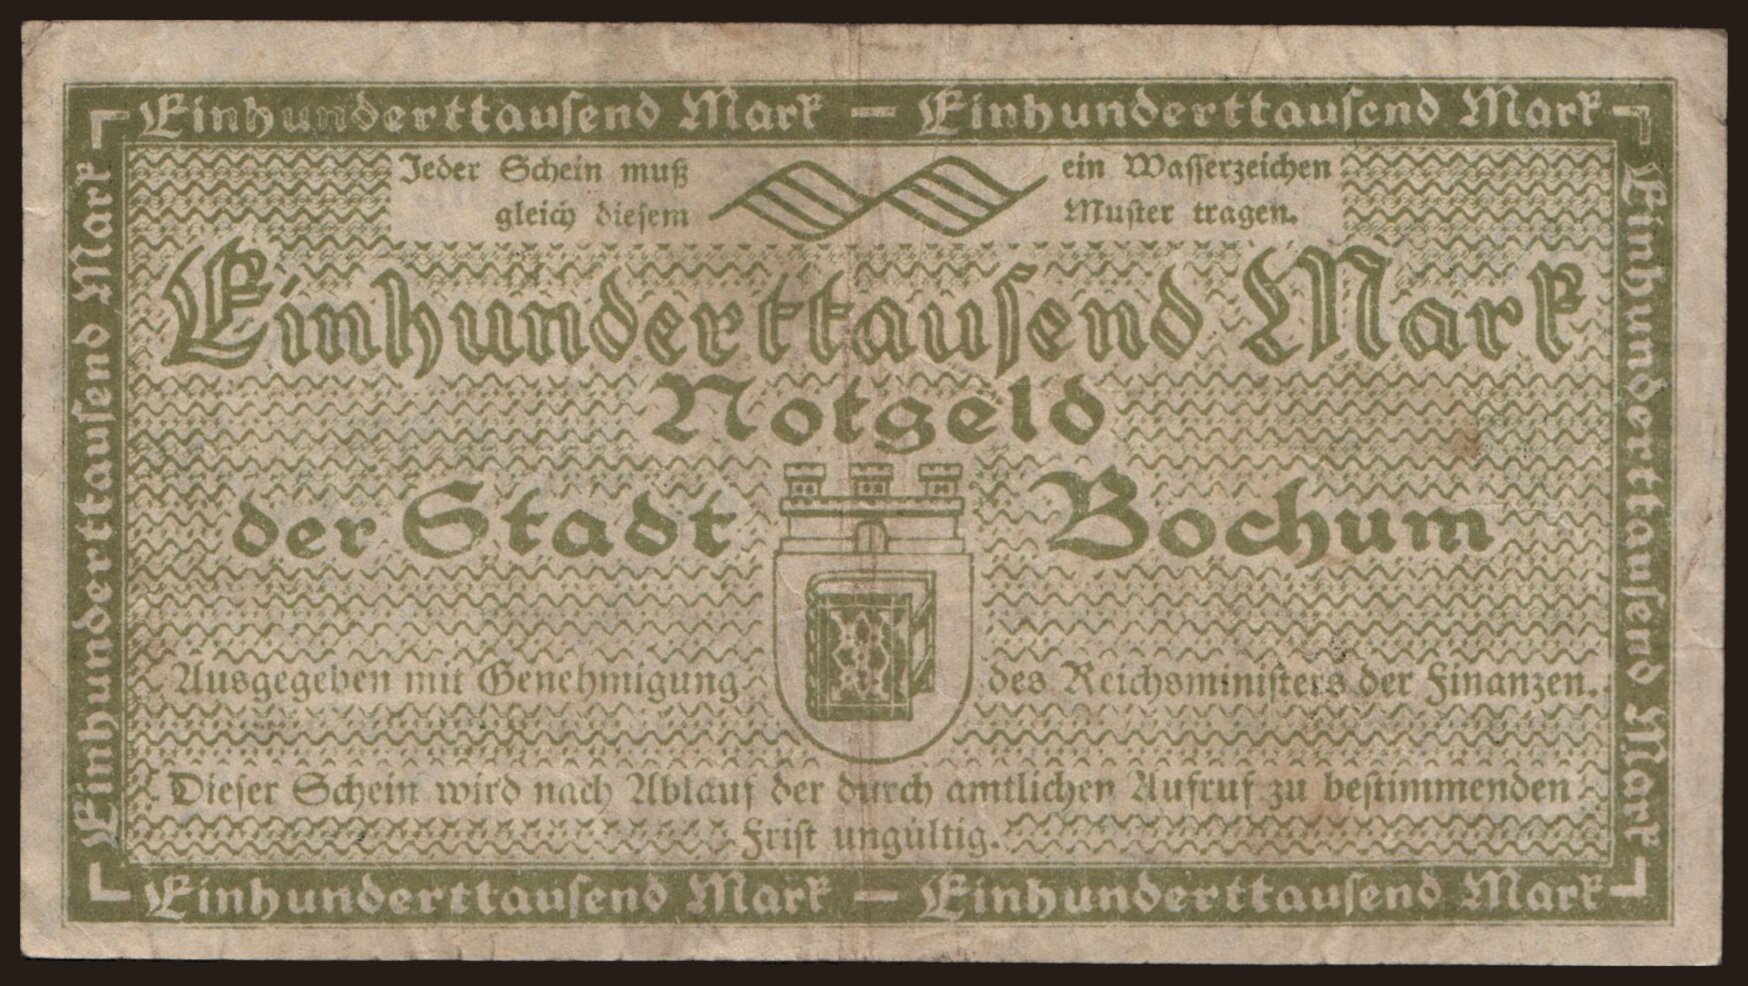 Einhunderttausend Mark — Einhunderttausend Mark
Jeder Schein muß ein Wasserzeichen
gleich diesem Muster tragen.
Einhunderttausend Mark
Notgeld
der Stadt Bochum
Ausgegeben mit Genehmigung des Reichsministers der Finanzen.
Dieser Schein wird nach Ablauf der durch amtlichen Aufruf zu bestimmenden
Frist ungültig.
Einhunderttausend Mark
Einhunderttausend Mark
Einhunderttausend Mark — Einhunderttausend Mark